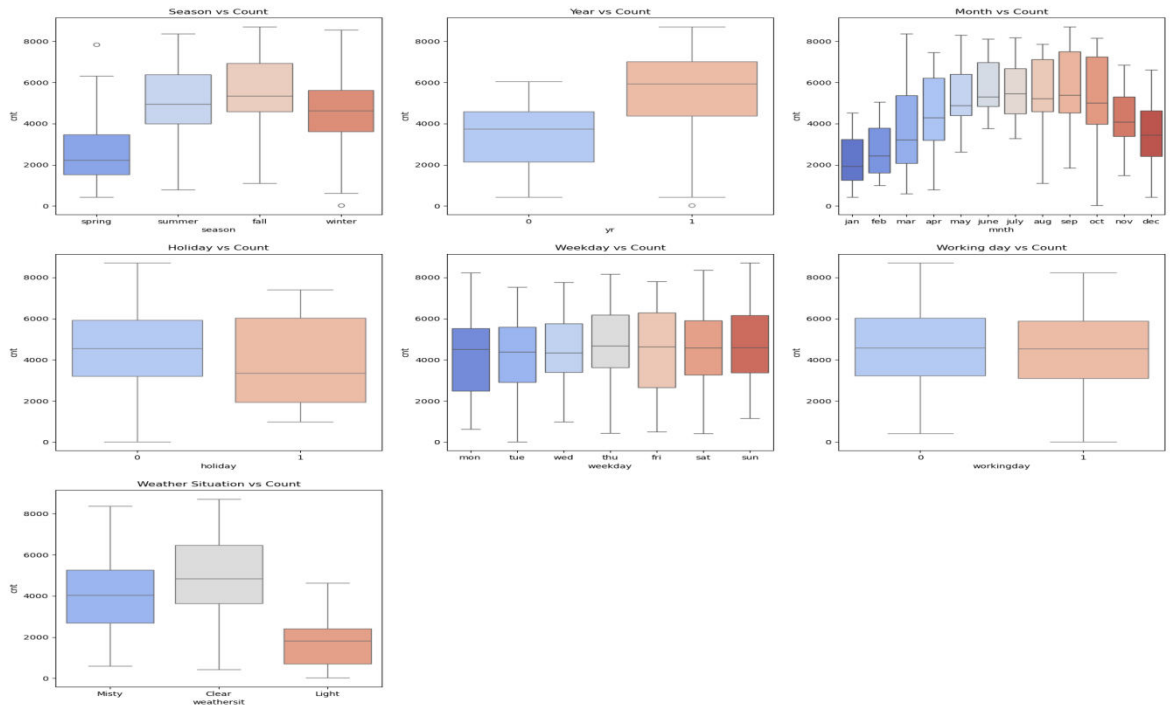 Season vs Count
cnt
8000
6000
4000
2000
0
spring summer fall winter
season
Year vs Count
cnt
8000
6000
4000
2000
0
0 1
yr
Month vs Count
cnt
8000
6000
4000
2000
0
jan feb mar apr may june july aug sep oct nov dec
mnth
Holiday vs Count
cnt
8000
6000
4000
2000
0
0 1
holiday
Weekday vs Count
cnt
8000
6000
4000
2000
0
mon tue wed thu fri sat sun
weekday
Working day vs Count
cnt
8000
6000
4000
2000
0
0 1
workingday
Weather Situation vs Count
cnt
8000
6000
4000
2000
0
Misty Clear Light
weathersit